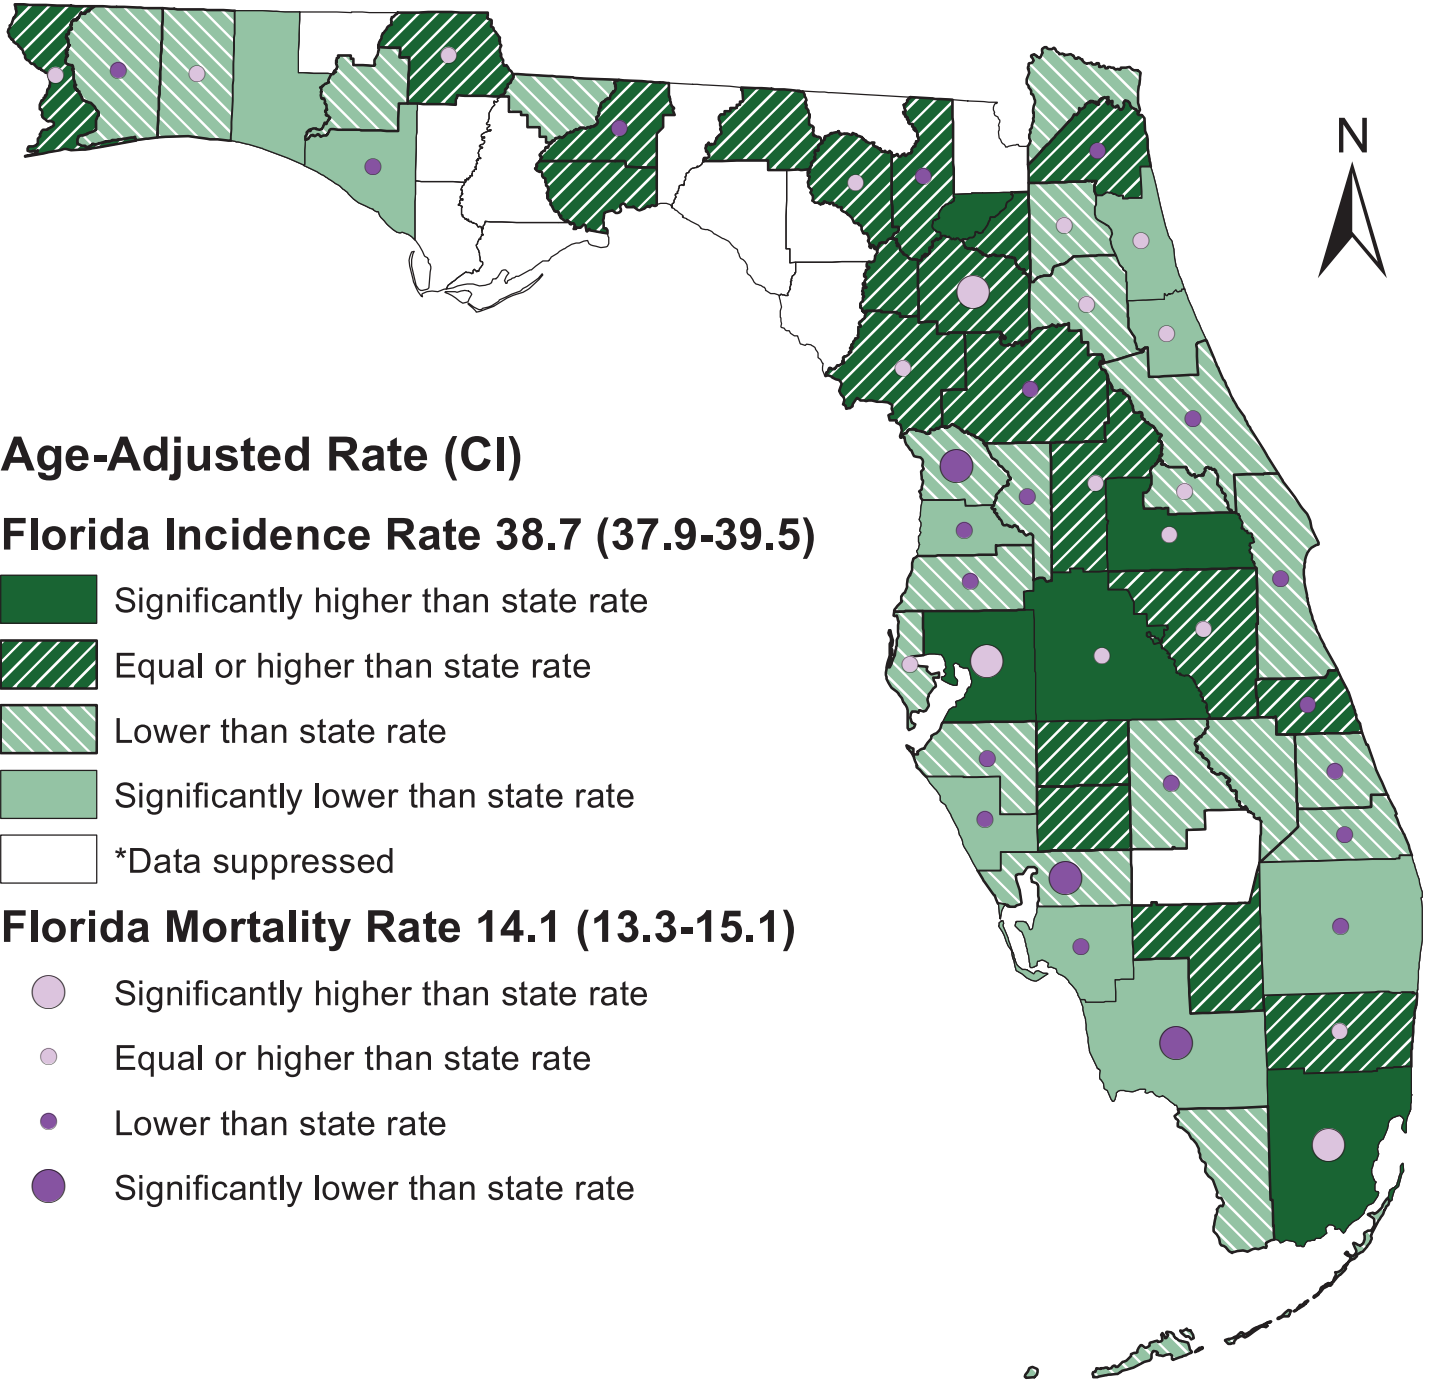 N
Age-Adjusted Rate (CI)
Florida Incidence Rate 38.7 (37.9-39.5)
Significantly higher than state rate
Equal or higher than state rate
Lower than state rate
Significantly lower than state rate
*Data suppressed
Florida Mortality Rate 14.1 (13.3-15.1)
Significantly higher than state rate
Equal or higher than state rate
Lower than state rate
Significantly lower than state rate